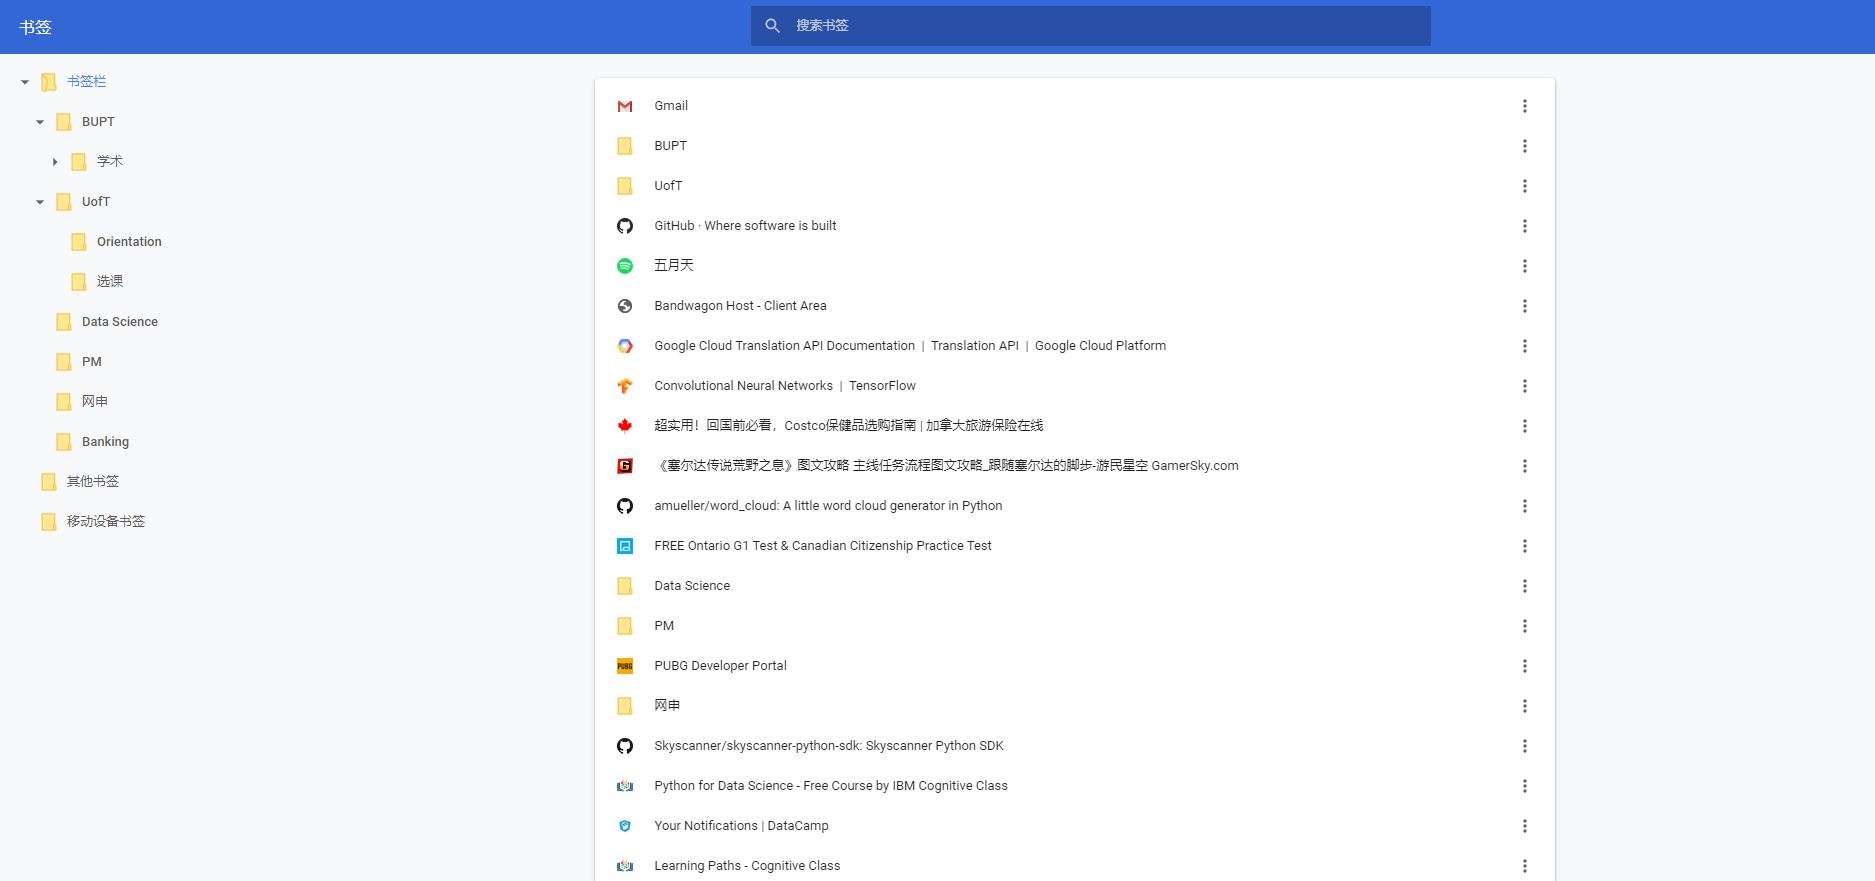 书签
搜索书签
书签栏
BUPT
学术
UofT
Orientation
选课
Data Science
PM
网申
Banking
其他书签
移动设备书签
Gmail
BUPT
UofT
GitHub · Where software is built
五月天
Bandwagon Host - Client Area
Google Cloud Translation API Documentation | Translation API | Google Cloud Platform
Convolutional Neural Networks | TensorFlow
超实用！回国前必看，Costco保健品选购指南 | 加拿大旅游保险在线
《塞尔达传说荒野之息》图文攻略 主线任务流程图文攻略_跟随塞尔达的脚步-游民星空 GamerSky.com
amueller/word_cloud: A little word cloud generator in Python
FREE Ontario G1 Test & Canadian Citizenship Practice Test
Data Science
PM
PUBG
PUBG Developer Portal
网申
Skyscanner/skyscanner-python-sdk: Skyscanner Python SDK
Python for Data Science - Free Course by IBM Cognitive Class
Your Notifications | DataCamp
Learning Paths - Cognitive Class